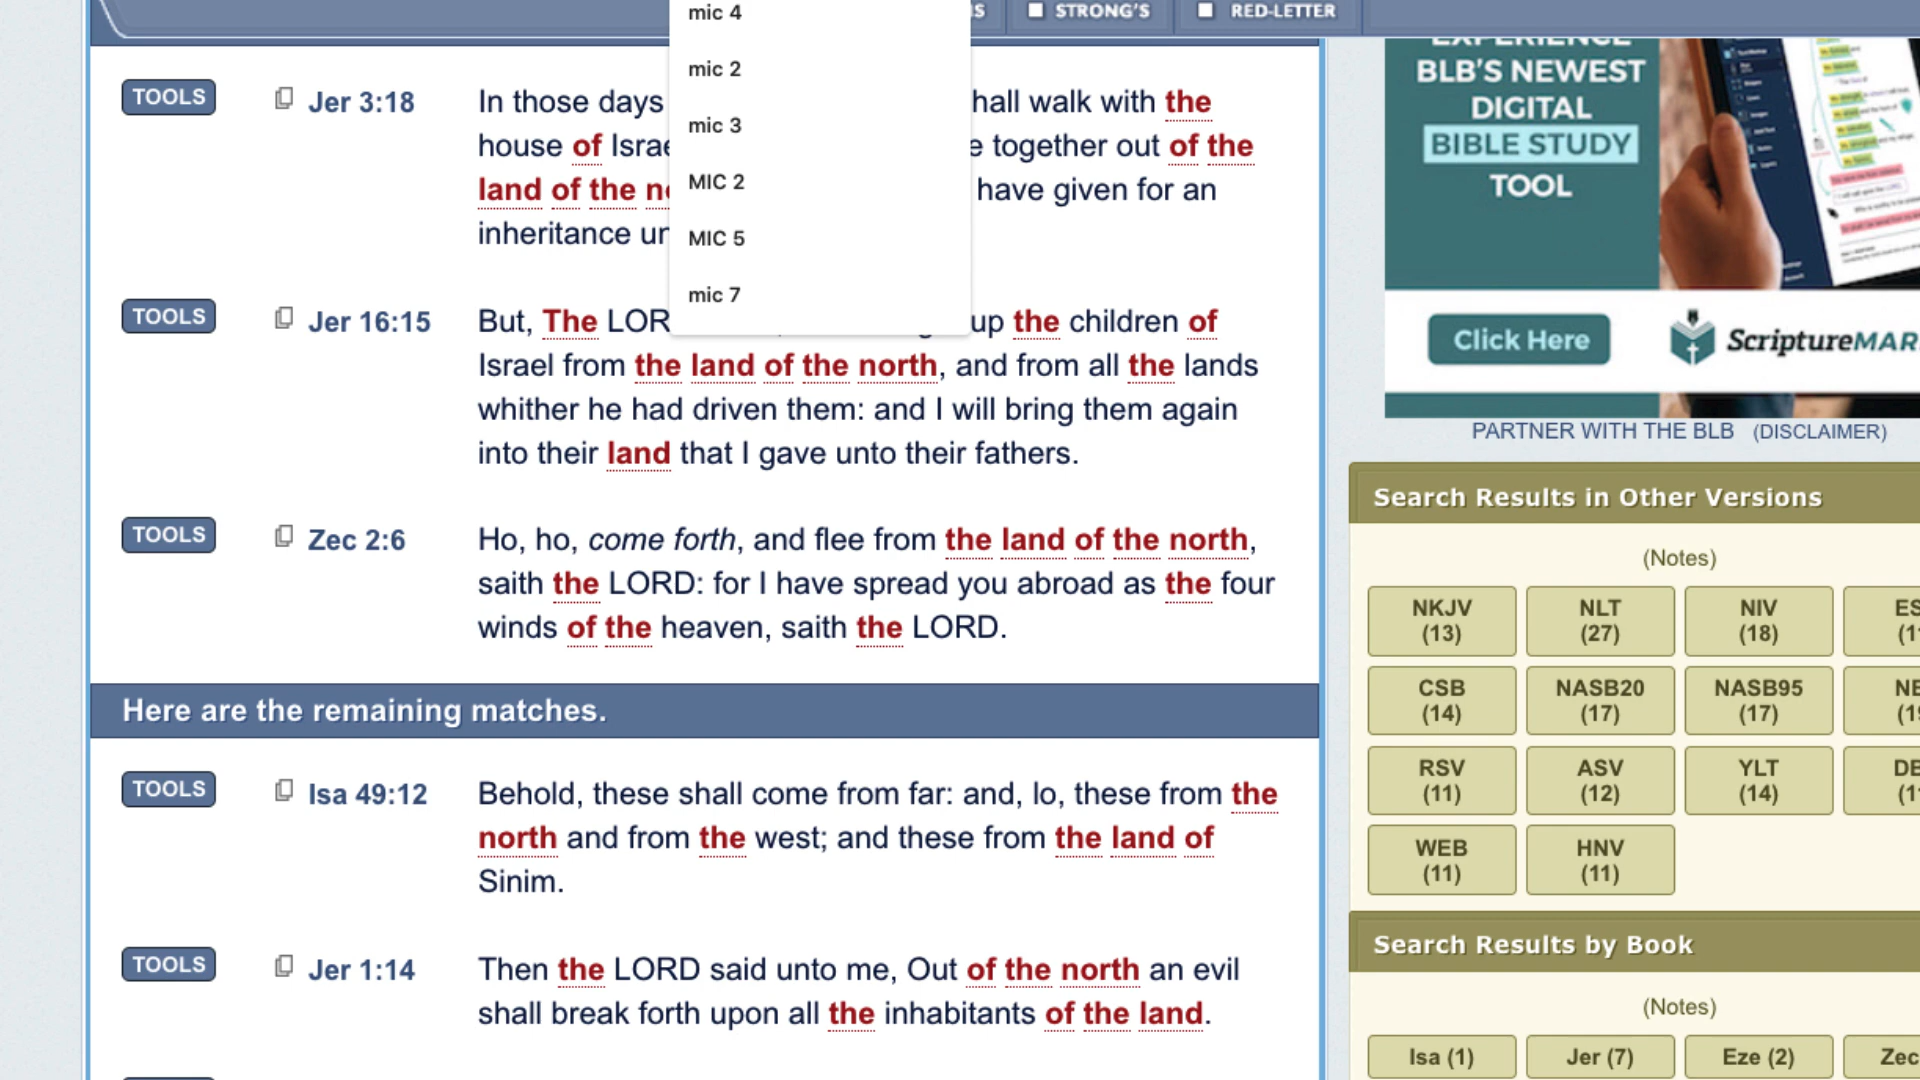 mic 4
mic 2
mic 3
MIC 2
MIC 5
mic 7
STRONG'S
RED-LETTER
TOOLS
Jer 3:18
In those days
hall walk with the
house of Israe
e together out of the
land of the no
have given for an
inheritance un
TOOLS
Jer 16:15
But, The LOR
up the children of
Israel from the land of the north, and from all the lands
whither he had driven them: and I will bring them again
into their land that I gave unto their fathers.
TOOLS
Zec 2:6
Ho, ho, come forth, and flee from the land of the north,
saith the LORD: for I have spread you abroad as the four
winds of the heaven, saith the LORD.
Here are the remaining matches.
TOOLS
Isa 49:12
Behold, these shall come from far: and, lo, these from the
north and from the west; and these from the land of
Sinim.
TOOLS
Jer 1:14
Then the LORD said unto me, Out of the north an evil
shall break forth upon all the inhabitants of the land.
EXPERIENCE
BLB'S NEWEST
DIGITAL
BIBLE STUDY
TOOL
Click Here
ScriptureMAR
PARTNER WITH THE BLB (DISCLAIMER)
Search Results in Other Versions
(Notes)
NKJV
(13)
NLT
(27)
NIV
(18)
ES
(1
CSB
(14)
NASB20
(17)
NASB95
(17)
NE
(19
RSV
(11)
ASV
(12)
YLT
(14)
DE
(1
WEB
(11)
HNV
(11)
Search Results by Book
(Notes)
Isa (1)
Jer (7)
Eze (2)
Zec